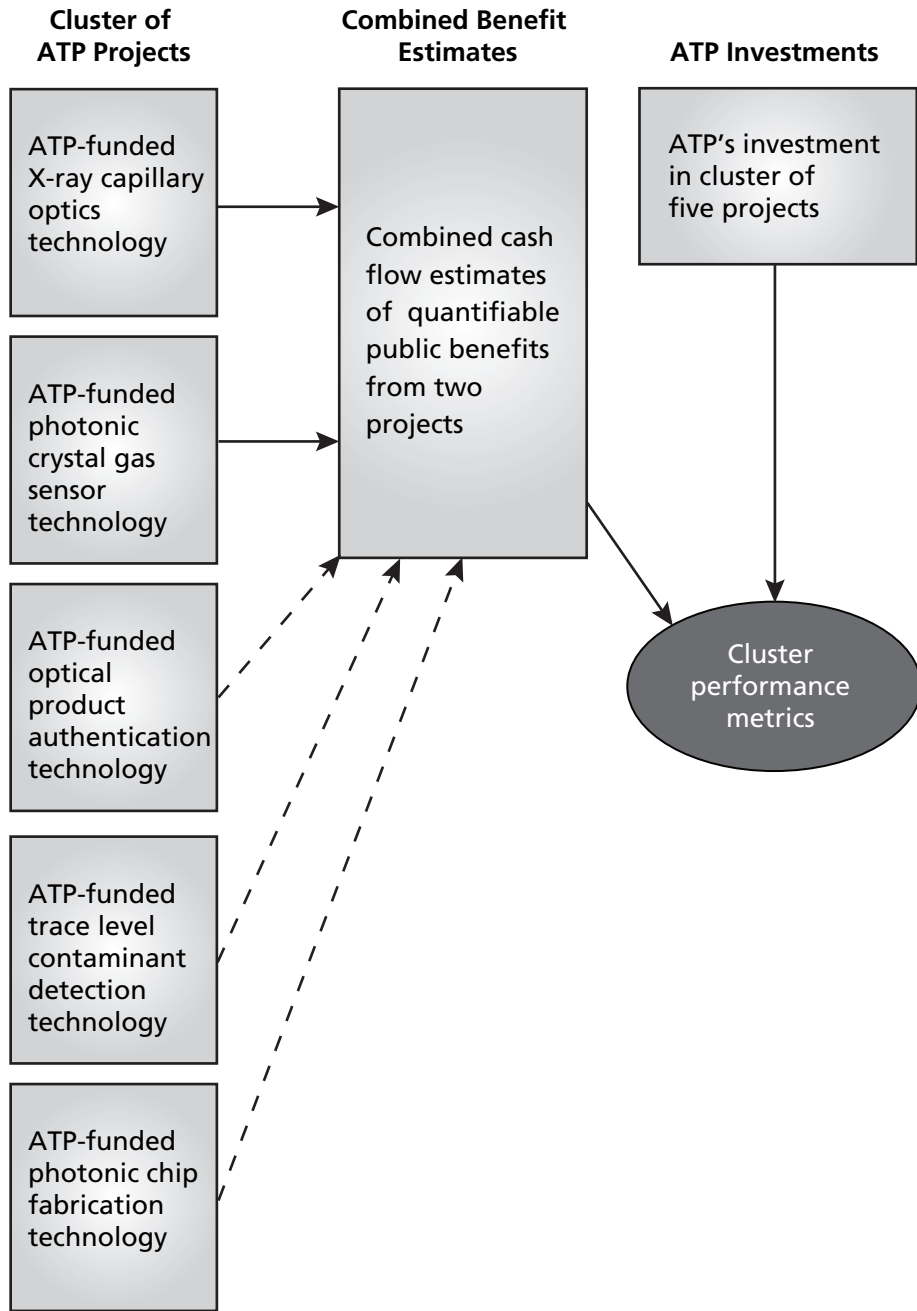 Cluster of
ATP Projects
Combined Benefit
Estimates
ATP Investments
ATP-funded
X-ray capillary
optics
technology
ATP-funded
photonic
crystal gas
sensor
technology
ATP-funded
optical
product
authentication
technology
ATP-funded
trace level
contaminant
detection
technology
ATP-funded
photonic chip
fabrication
technology
Combined cash
flow estimates
of quantifiable
public benefits
from two
projects
ATP's investment
in cluster of
five projects
Cluster
performance
metrics